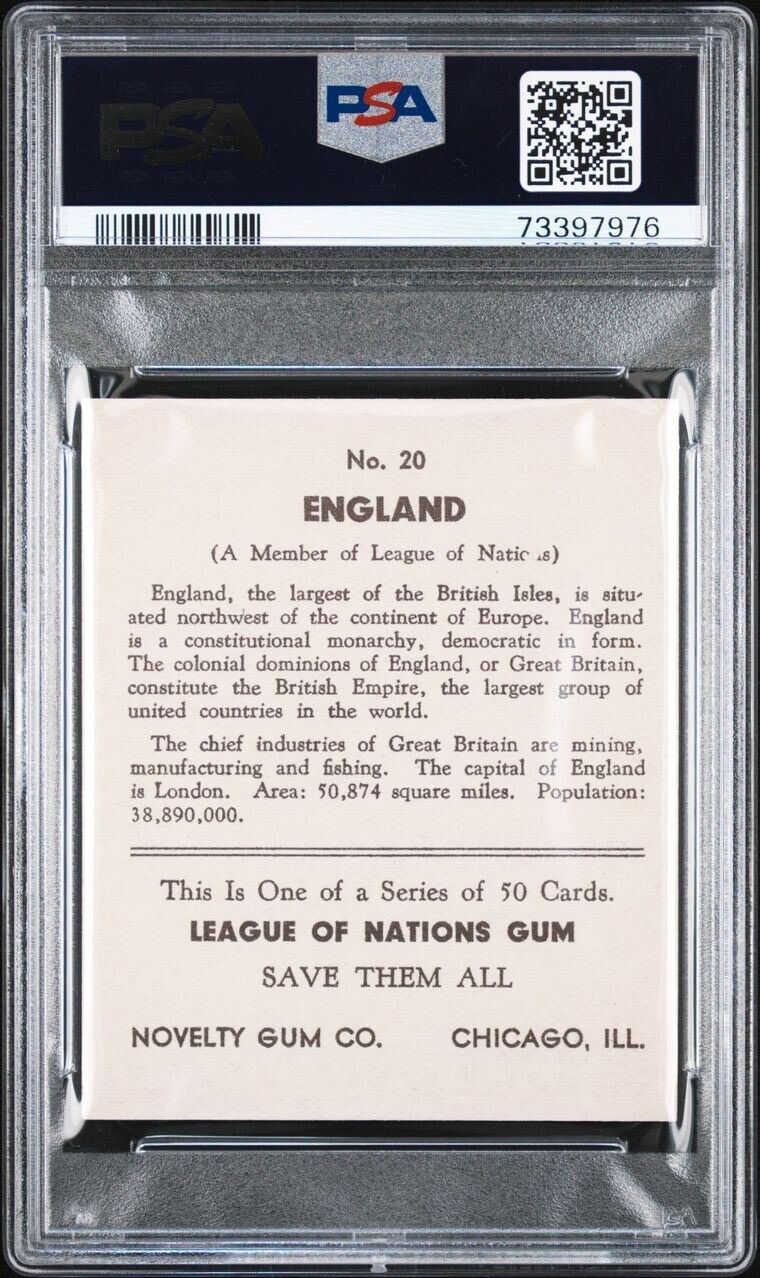 PSA
PSA
73397976
No. 20
ENGLAND
(A Member of League of
England, the largest of the British Isles, is situ-
ated northwest of the continent of Europe. England
is a constitutional monarchy, democratic in form.
The colonial dominions of England, or Great Britain,
constitute the British Empire, the largest group of
united countries in the world.
The chief industries of Great Britain are mining,
manufacturing and fishing. The capital of England
is London. Area: 50,874 square miles. Population:
38,890,000.
This Is One of a Series of 50 Cards.
LEAGUE OF NATIONS GUM
SAVE THEM ALL
NOVELTY GUM CO. CHICAGO, ILL.